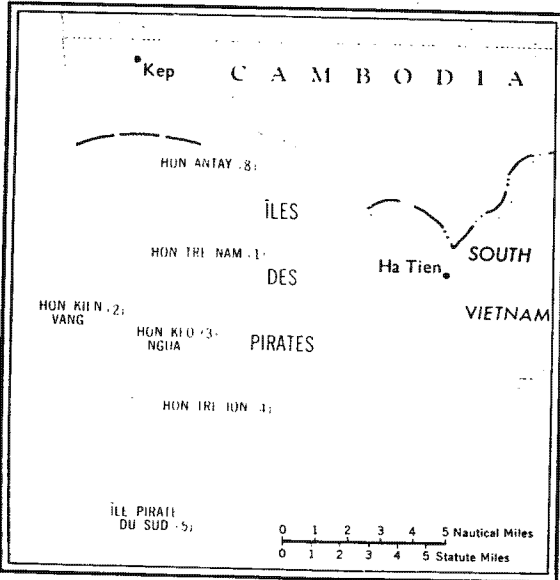 Kep
CAMBODIA
HON ANTAY (8)
ÎLES
HON TRE NAM (1)
DES
Ha Tien
SOUTH
VIETNAM
HON KIEN (2)
VANG
HON KEO (3)
NGUA
PIRATES
HON TRE ION (4)
ÎLE PIRATE
DU SUD (5)
0 1 2 3 4 5 Nautical Miles
0 1 2 3 4 5 Statute Miles